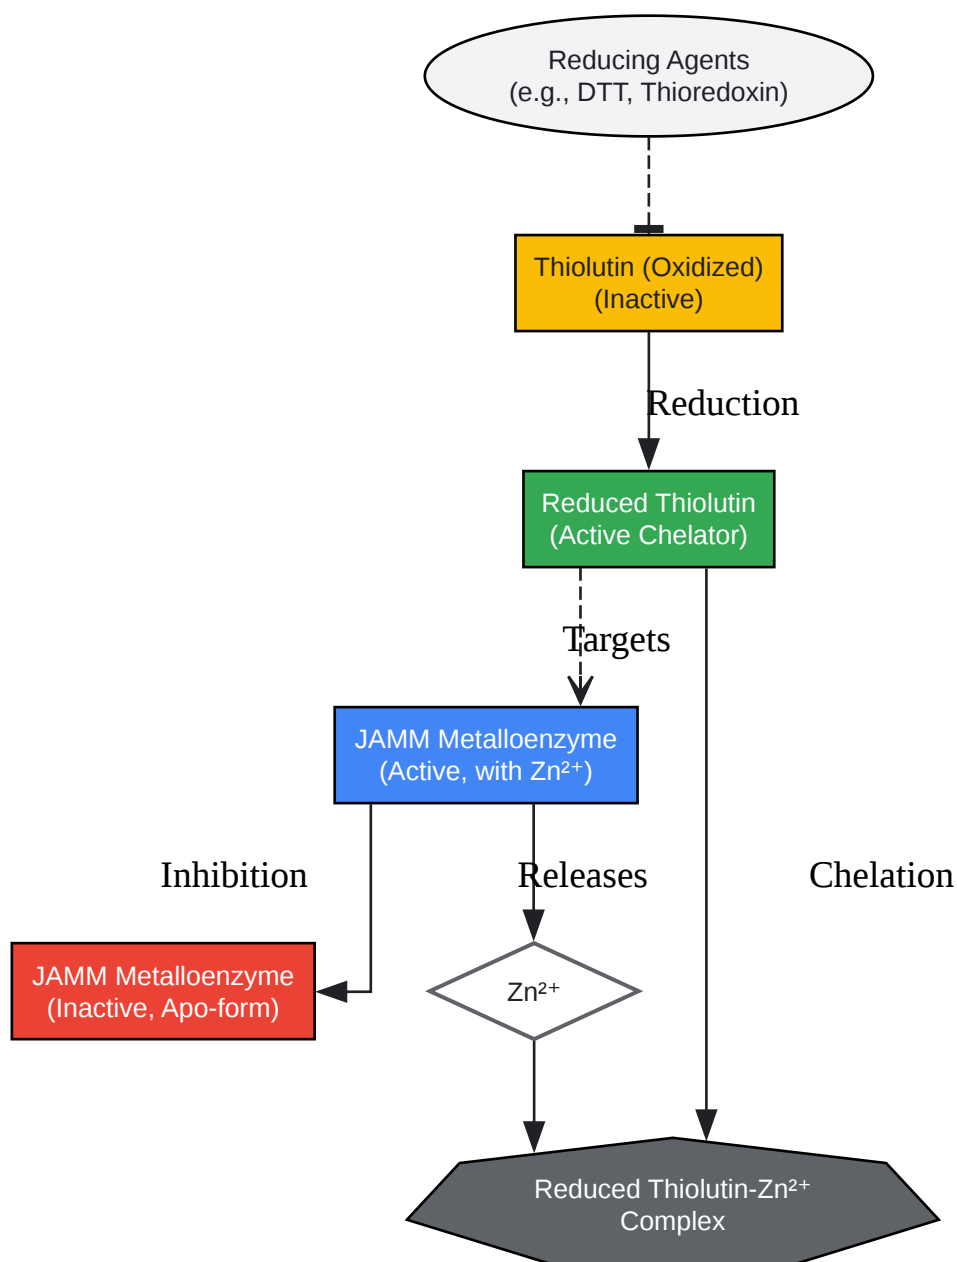 Reducing Agents
(e.g., DTT, Thioredoxin)
Thiolutin (Oxidized)
(Inactive)
Reduction
Reduced Thiolutin
(Active Chelator)
Targets
JAMM Metalloenzyme
(Active, with Zn²⁺)
Inhibition
Releases
Chelation
JAMM Metalloenzyme
(Inactive, Apo-form)
Zn²⁺
Reduced Thiolutin-Zn²⁺
Complex